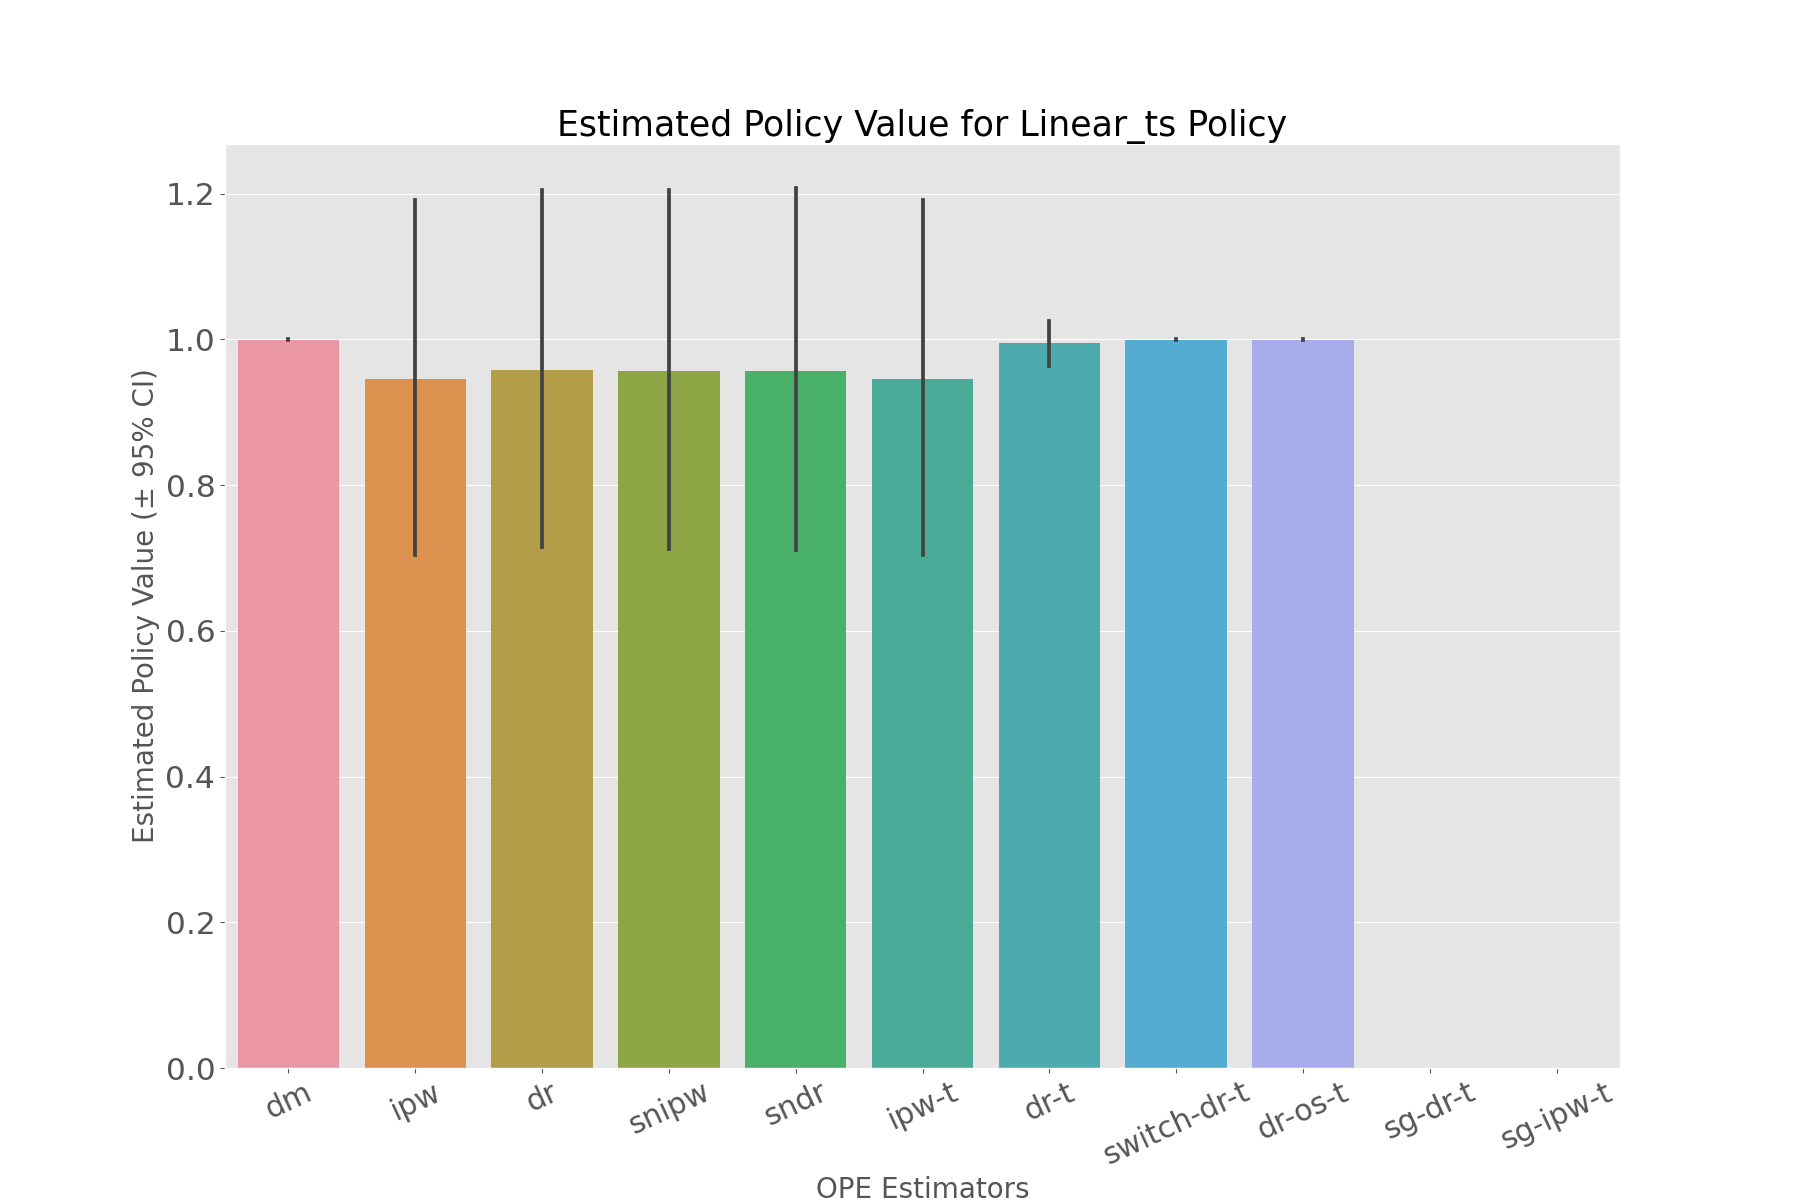 Estimated Policy Value for Linear_ts Policy
Estimated Policy Value (± 95% CI)
1.2
1.0
0.8
0.6
0.4
0.2
0.0
dm
ipw
dr
snipw
sndr
ipw-t
dr-t
switch-dr-t
dr-os-t
sg-dr-t
sg-ipw-t
OPE Estimators